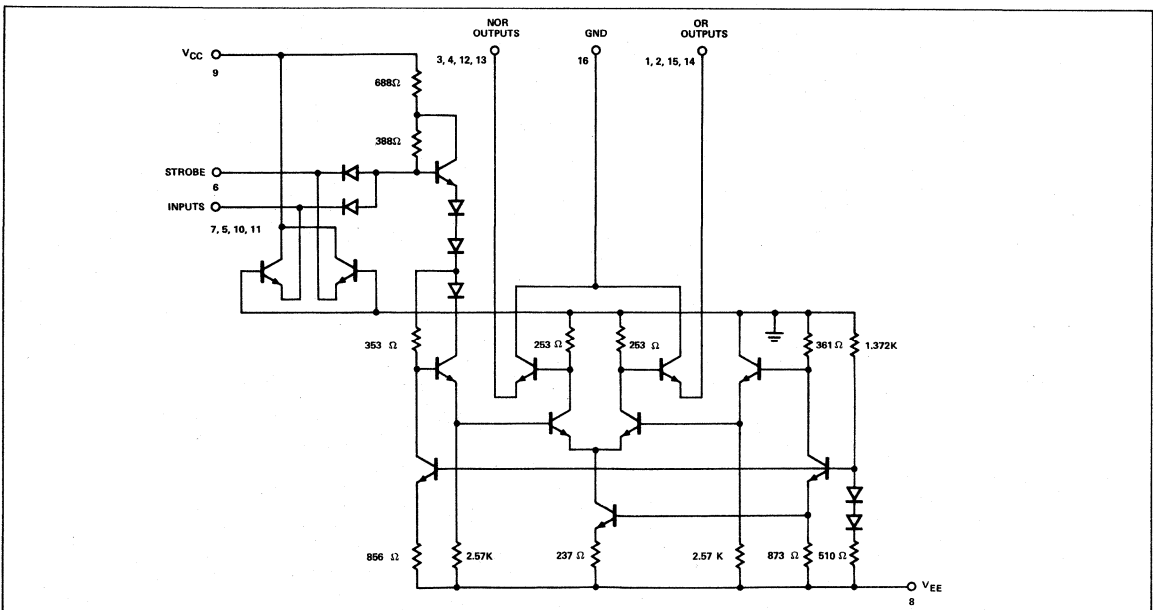 NOR
OUTPUTS
GND
OR
OUTPUTS
VCC
9
3, 4, 12, 13
16
1, 2, 15, 14
688Ω
388Ω
STROBE
6
INPUTS
7, 5, 10, 11
353 Ω
253 Ω
253 Ω
361Ω
1.372K
856 Ω
2.57K
237 Ω
2.57 K
873 Ω
510Ω
VEE
8